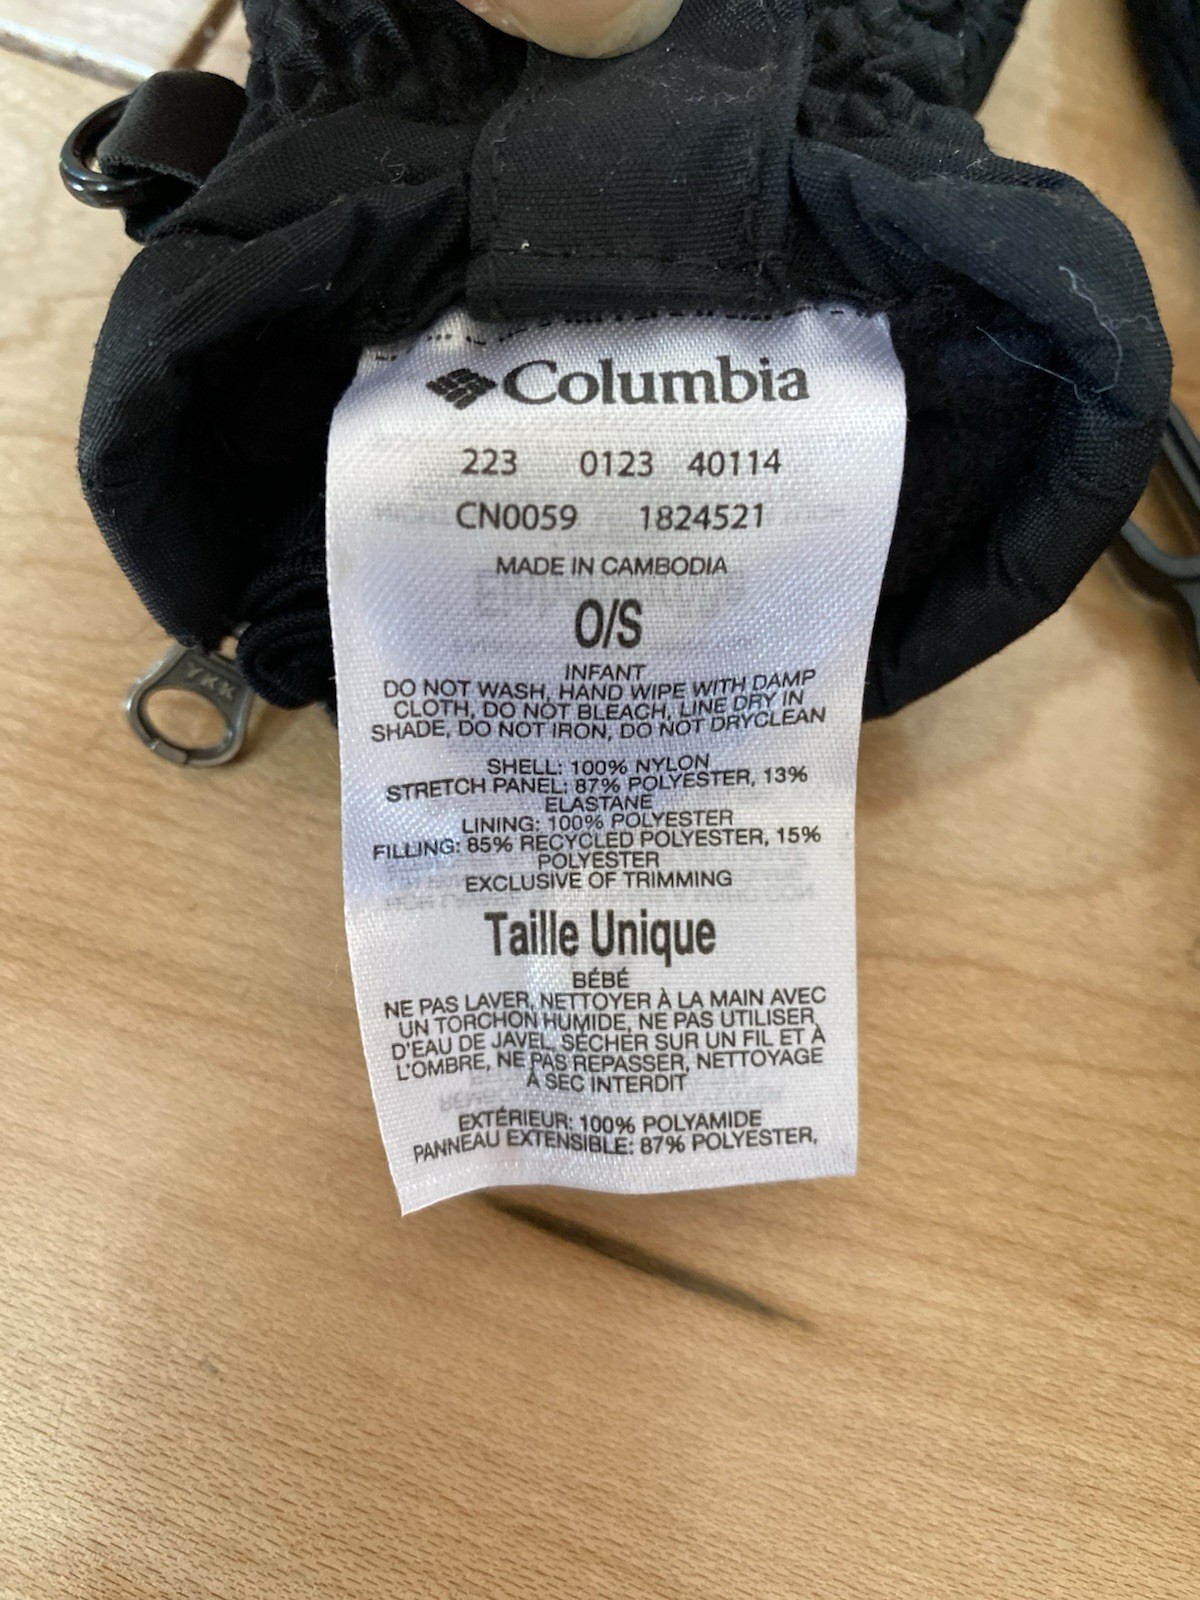 Columbia
223 0123 40114
CN0059 1824521
MADE IN CAMBODIA
O/S
INFANT
DO NOT WASH, HAND WIPE WITH DAMP
CLOTH, DO NOT BLEACH, LINE DRY IN
SHADE, DO NOT IRON, DO NOT DRYCLEAN
SHELL: 100% NYLON
STRETCH PANEL: 87% POLYESTER, 13%
ELASTANE
LINING: 100% POLYESTER
FILLING: 85% RECYCLED POLYESTER, 15%
POLYESTER
EXCLUSIVE OF TRIMMING
Taille Unique
BÉBÉ
NE PAS LAVER, NETTOYER À LA MAIN AVEC
UN TORCHON HUMIDE, NE PAS UTILISER
D'EAU DE JAVEL, SÉCHER SUR UN FIL ET À
L'OMBRE, NE PAS REPASSER, NETTOYAGE
À SEC INTERDIT
EXTÉRIEUR: 100% POLYAMIDE
PANNEAU EXTENSIBLE: 87% POLYESTER,
YKK